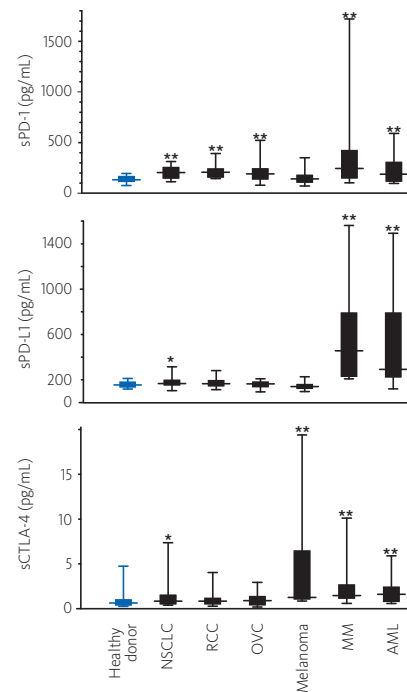 sPD-1 (pg/mL)
1500
1000
500
0
**
**
**
**
**
sPD-L1 (pg/mL)
1400
1000
600
200
0
*
**
**
sCTLA-4 (pg/mL)
15
10
5
0
*
**
**
**
Healthy
donor
NSCLC
RCC
OVC
Melanoma
MM
AML